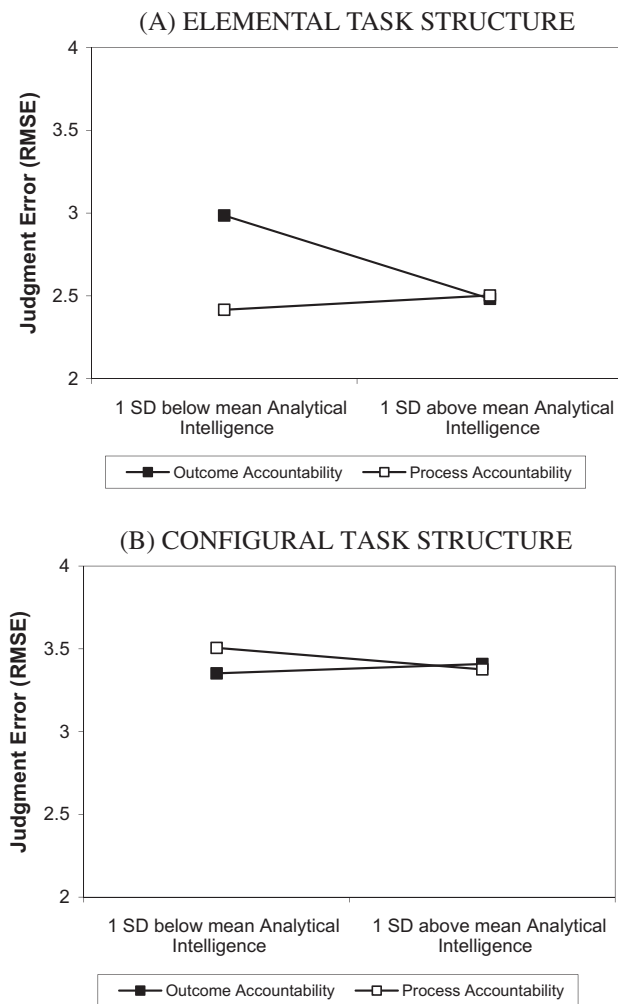 (A) ELEMENTAL TASK STRUCTURE
4
3.5
3
2.5
2
Judgment Error (RMSE)
1 SD below mean Analytical
Intelligence
1 SD above mean Analytical
Intelligence
Outcome Accountability
Process Accountability
(B) CONFIGURAL TASK STRUCTURE
4
3.5
3
2.5
2
Judgment Error (RMSE)
1 SD below mean Analytical
Intelligence
1 SD above mean Analytical
Intelligence
Outcome Accountability
Process Accountability